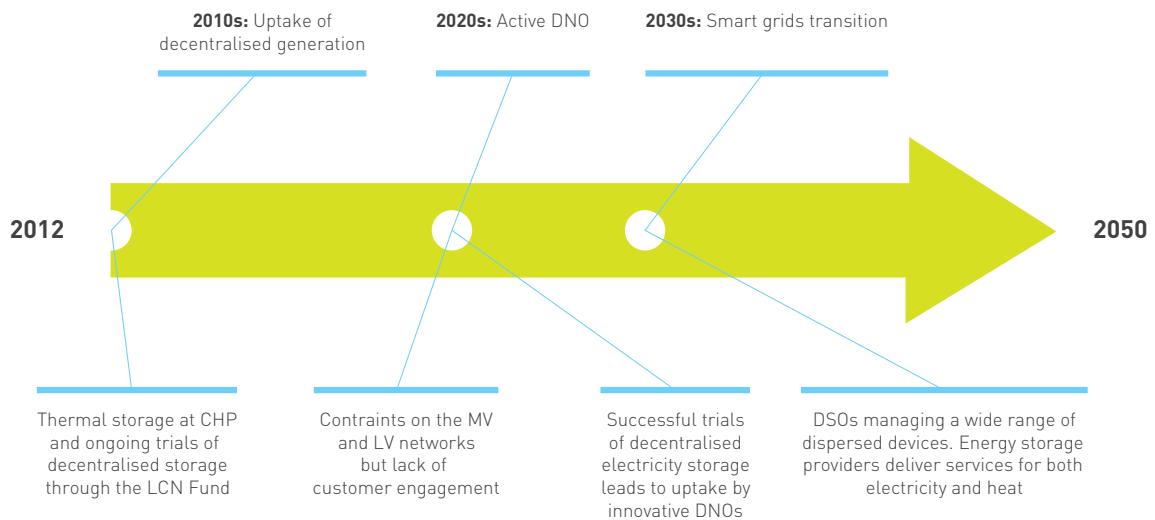 2010s: Uptake of
decentralised generation
2020s: Active DNO
2030s: Smart grids transition
2012
2050
Thermal storage at CHP
and ongoing trials of
decentralised storage
through the LCN Fund
Contraints on the MV
and LV networks
but lack of
customer engagement
Successful trials
of decentralised
electricity storage
leads to uptake by
innovative DNOs
DSOs managing a wide range of
dispersed devices. Energy storage
providers deliver services for both
electricity and heat